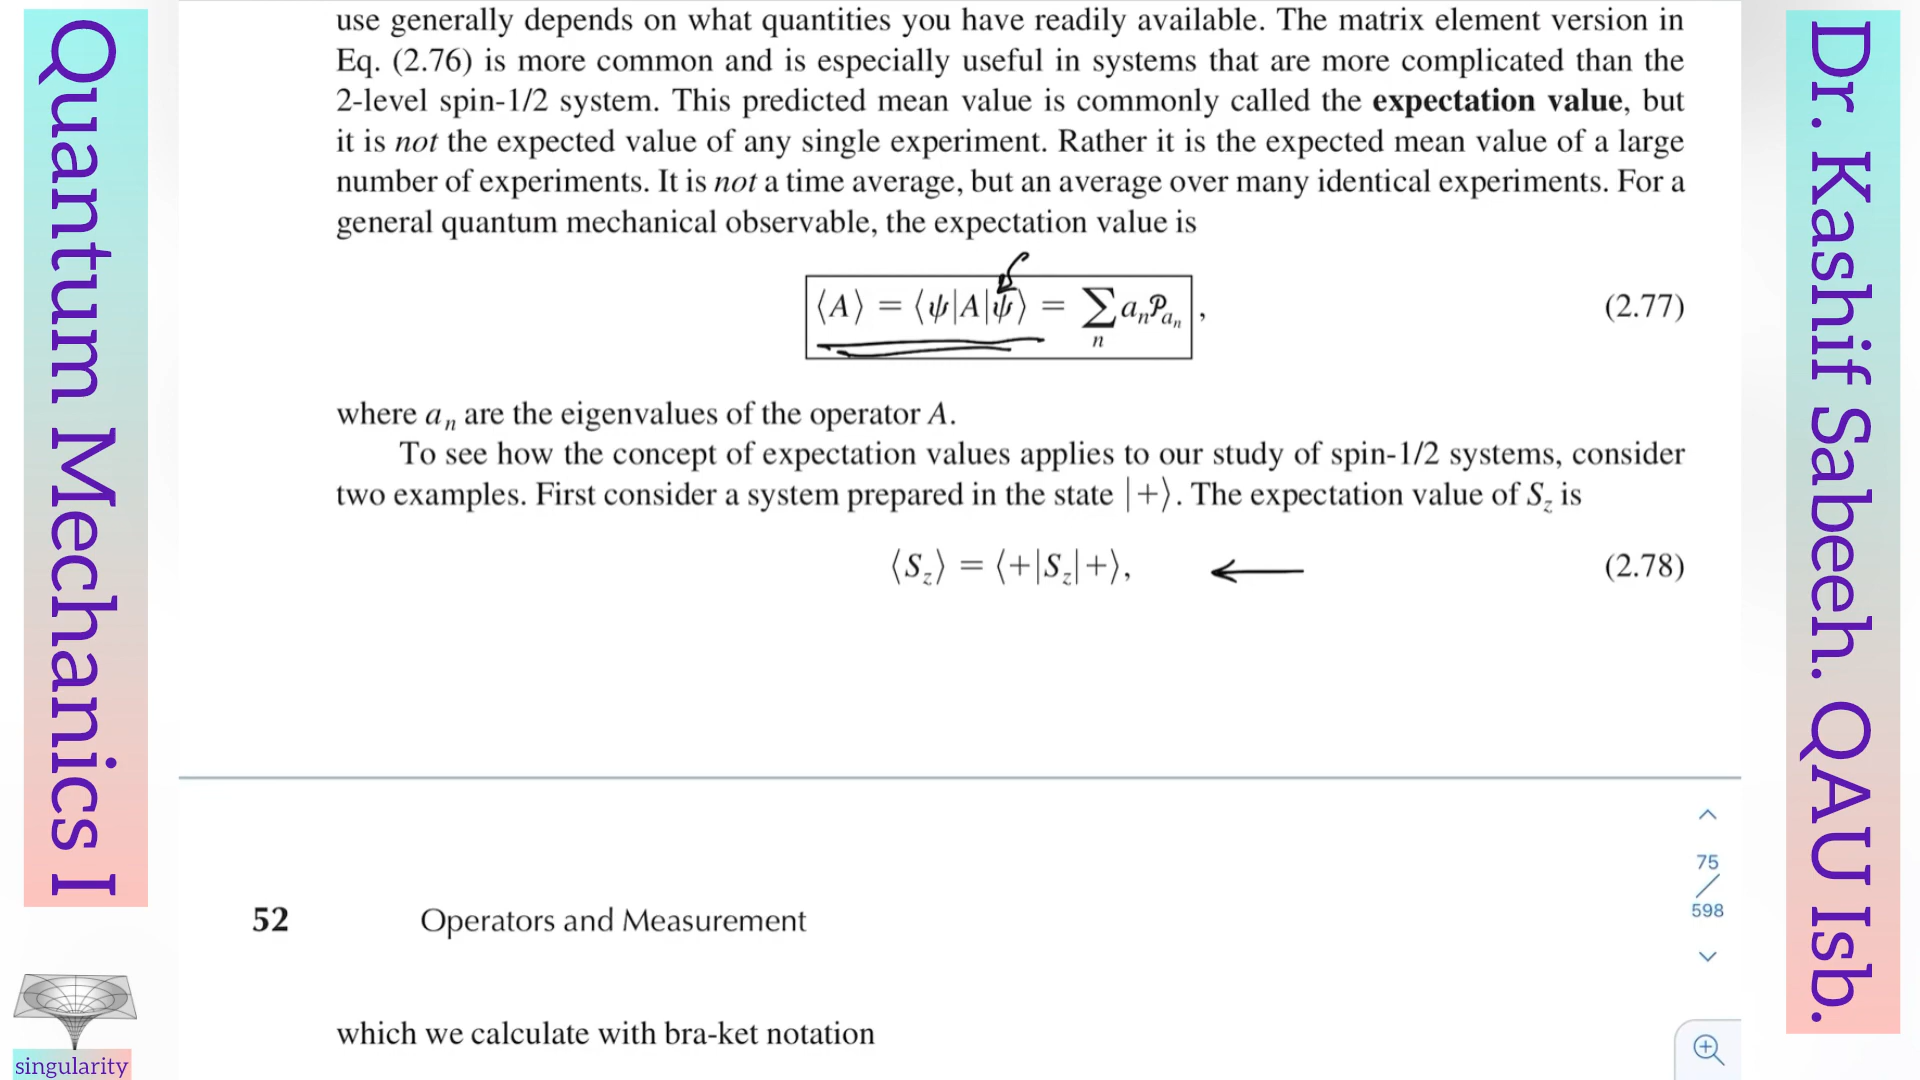 Quantum Mechanics I
use generally depends on what quantities you have readily available. The matrix element version in
Eq. (2.76) is more common and is especially useful in systems that are more complicated than the
2-level spin-1/2 system. This predicted mean value is commonly called the expectation value, but
it is not the expected value of any single experiment. Rather it is the expected mean value of a large
number of experiments. It is not a time average, but an average over many identical experiments. For a
general quantum mechanical observable, the expectation value is
⟨A⟩ = ⟨ψ|A|ψ⟩ = ∑ₙ aₙ𝒫ₐₙ, (2.77)
where aₙ are the eigenvalues of the operator A.
To see how the concept of expectation values applies to our study of spin-1/2 systems, consider
two examples. First consider a system prepared in the state |+⟩. The expectation value of S_z is
⟨S_z⟩ = ⟨+|S_z|+⟩, (2.78)
75
/
598
52 Operators and Measurement
which we calculate with bra-ket notation
singularity
Dr. Kashif Sabeeh. QAU Isb.